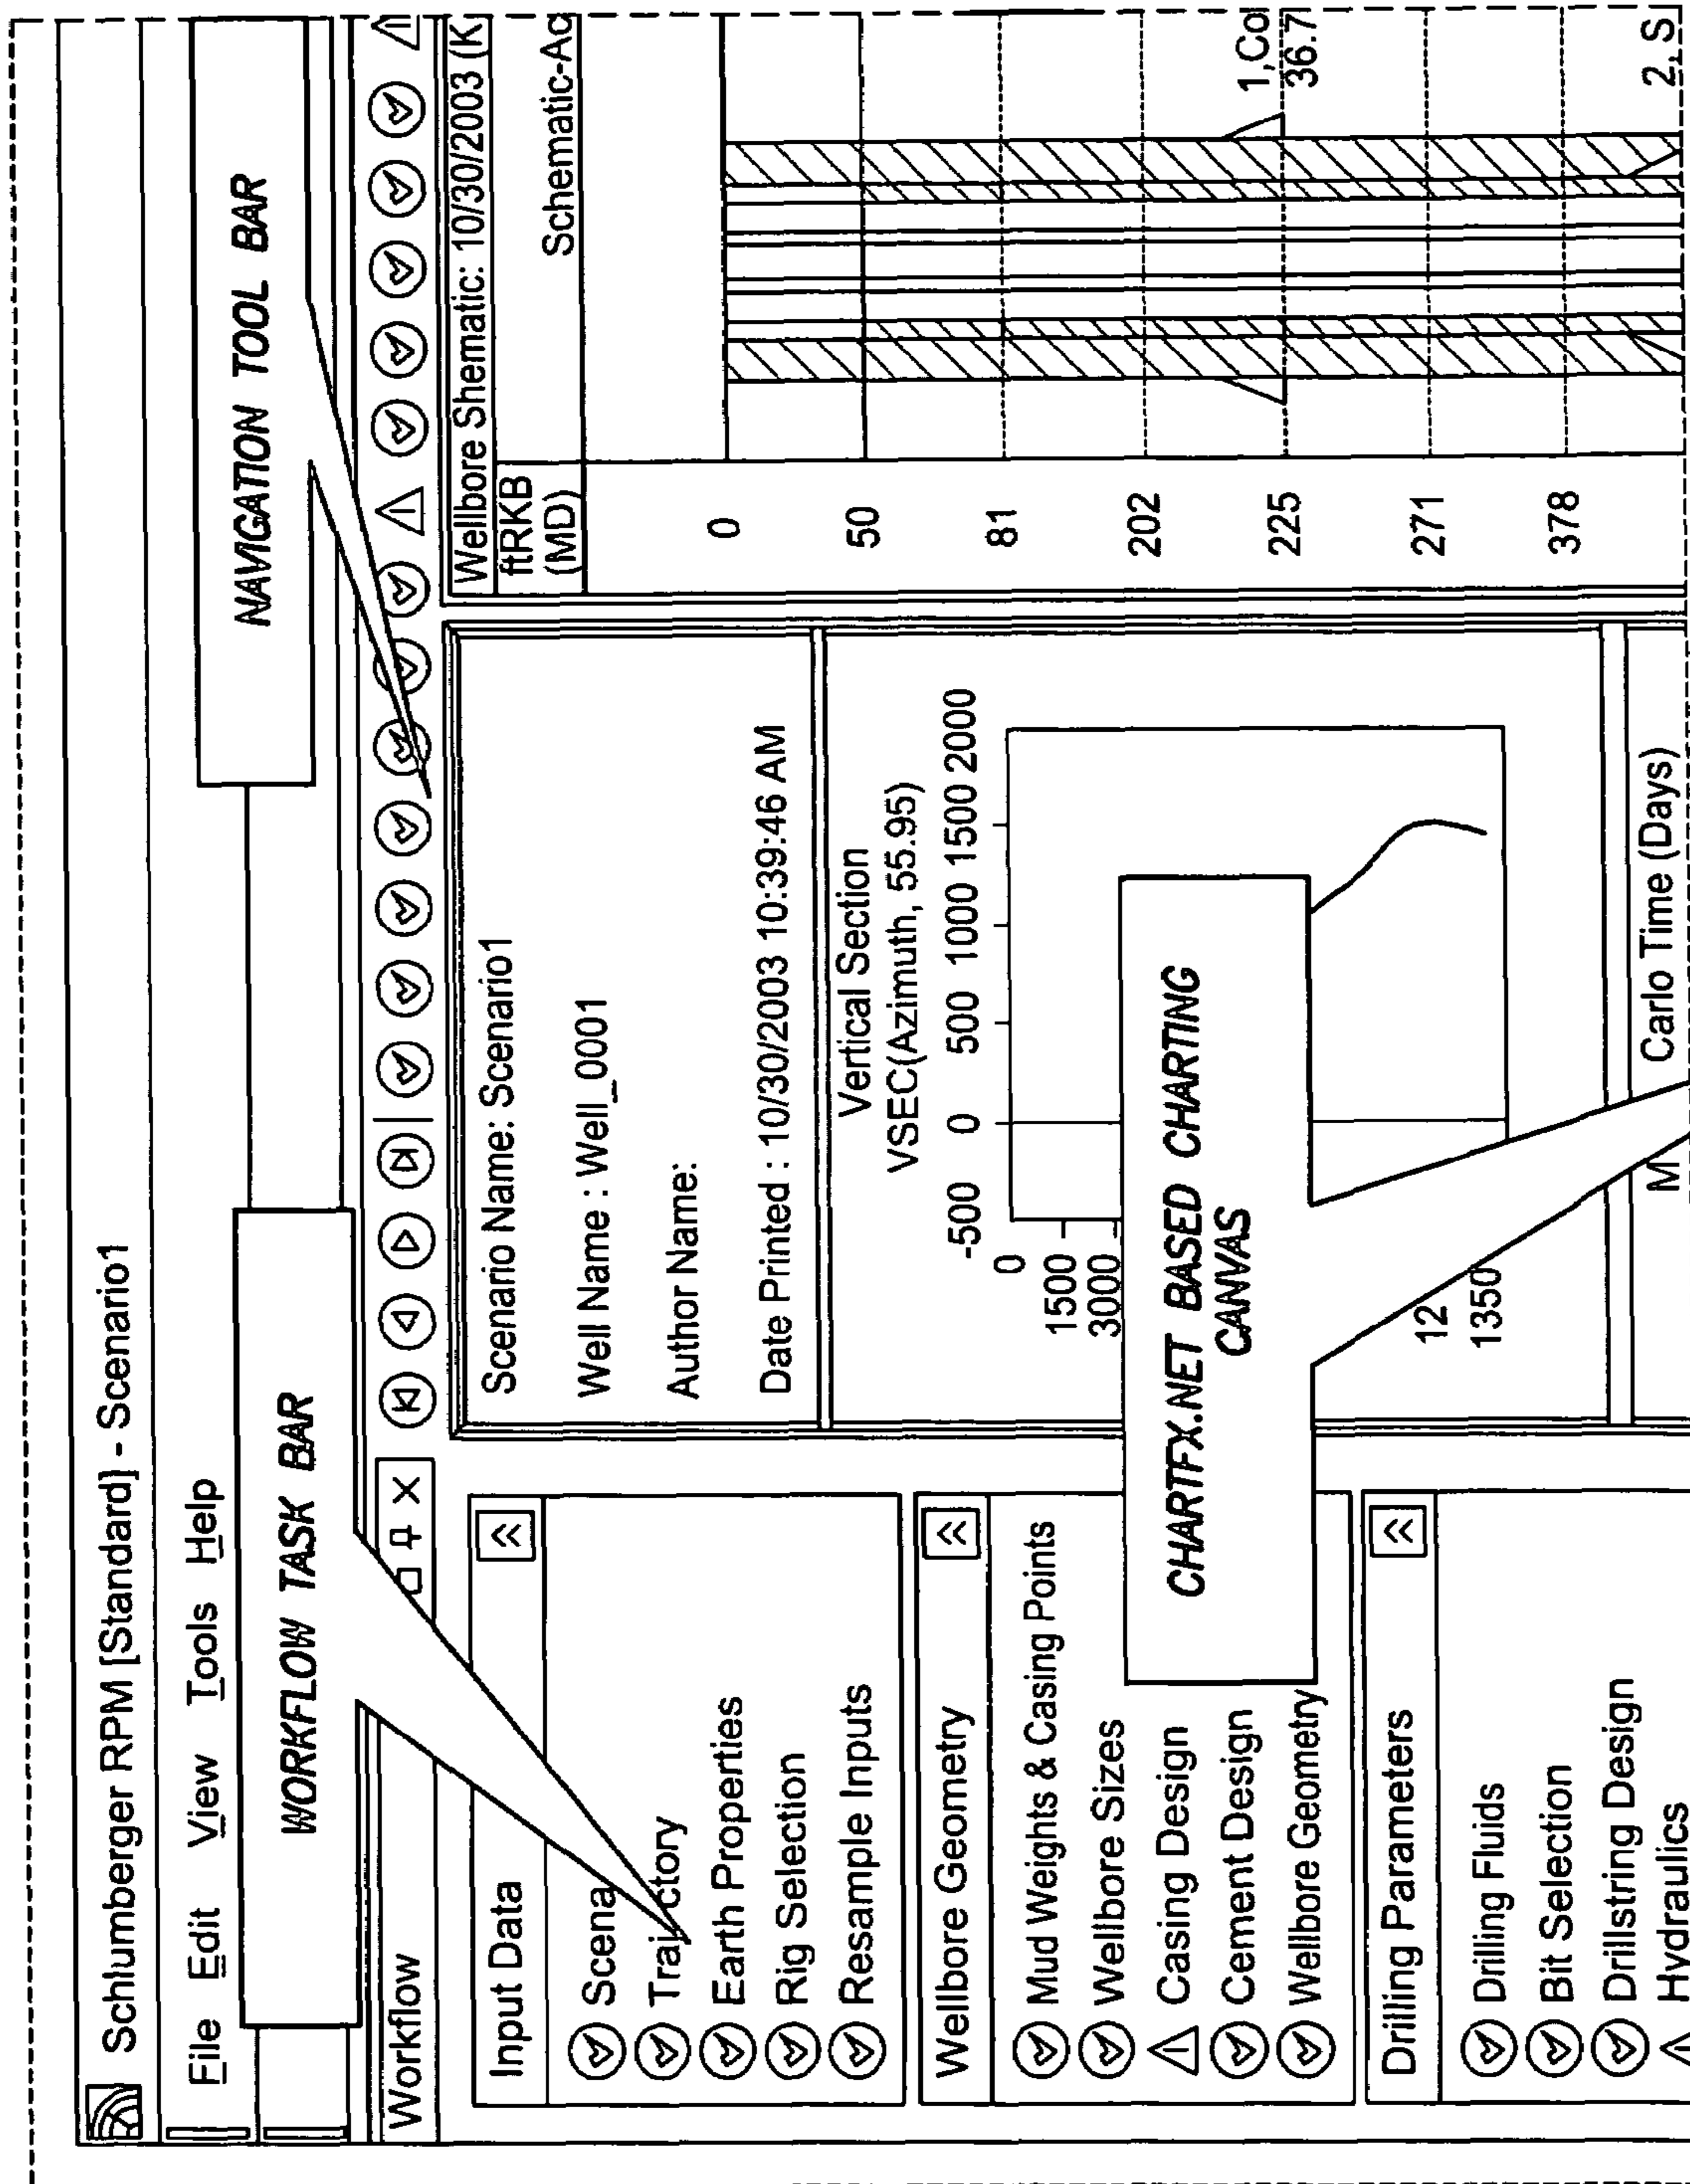 Schlumberger RPM [Standard] - Scenario1
File Edit View Tools Help
WORKFLOW TASK BAR
NAVIGATION TOOL BAR
Workflow
Input Data
Scena
Trajectory
Earth Properties
Rig Selection
Resample Inputs
Wellbore Geometry
Mud Weights & Casing Points
Wellbore Sizes
Casing Design
Cement Design
Wellbore Geometry
Drilling Parameters
Drilling Fluids
Bit Selection
Drillstring Design
Hydraulics
Scenario Name: Scenario1
Well Name : Well_0001
Author Name:
Date Printed : 10/30/2003 10:39:46 AM
Vertical Section
VSEC(Azimuth, 55.95)
-500 0 500 1000 1500 2000
0
1500
3000
CHARTFX.NET BASED CHARTING
CANVAS
12
1350
M Carlo Time (Days)
Wellbore Shematic: 10/30/2003 (K
ftRKB
(MD)
Schematic-Ac
0
50
81
202
225
271
378
1,Co
36.7
2, S